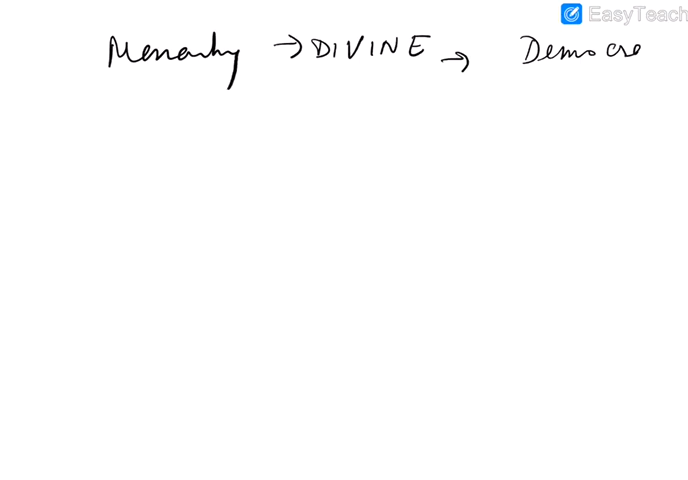 EasyTeach
Monarchy → DIVINE → Democra